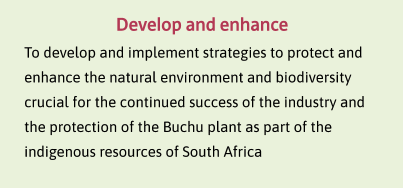 Develop and enhance
To develop and implement strategies to protect and
enhance the natural environment and biodiversity
crucial for the continued success of the industry and
the protection of the Buchu plant as part of the
indigenous resources of South Africa